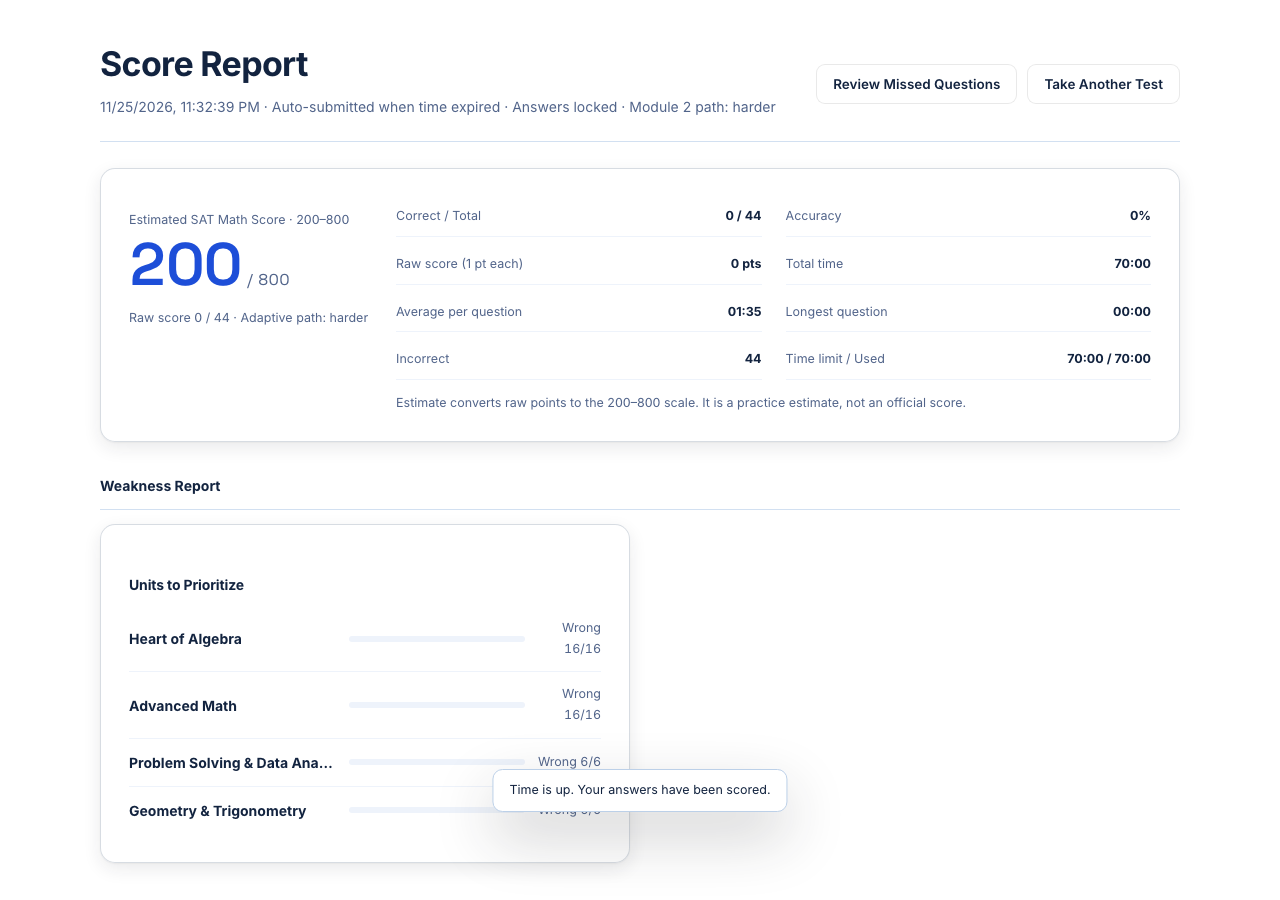 Score Report
11/25/2026, 11:32:39 PM · Auto-submitted when time expired · Answers locked · Module 2 path: harder
Review Missed Questions
Take Another Test
Estimated SAT Math Score · 200–800
200 / 800
Raw score 0 / 44 · Adaptive path: harder
Correct / Total 0 / 44
Accuracy 0%
Raw score (1 pt each) 0 pts
Total time 70:00
Average per question 01:35
Longest question 00:00
Incorrect 44
Time limit / Used 70:00 / 70:00
Estimate converts raw points to the 200–800 scale. It is a practice estimate, not an official score.
Weakness Report
Units to Prioritize
Heart of Algebra
Wrong
16/16
Advanced Math
Wrong
16/16
Problem Solving & Data Ana... Wrong 6/6
Time is up. Your answers have been scored.
Geometry & Trigonometry